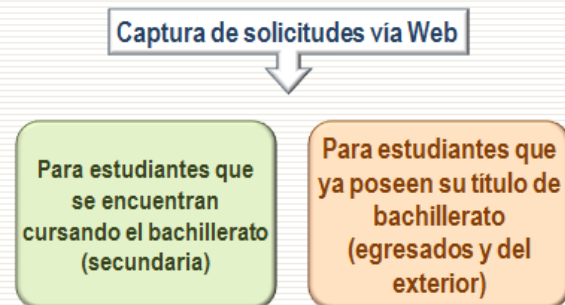 Captura de solicitudes vía Web
Para estudiantes que
se encuentran
cursando el bachillerato
(secundaria)
Para estudiantes que
ya poseen su título de
bachillerato
(egresados y del
exterior)